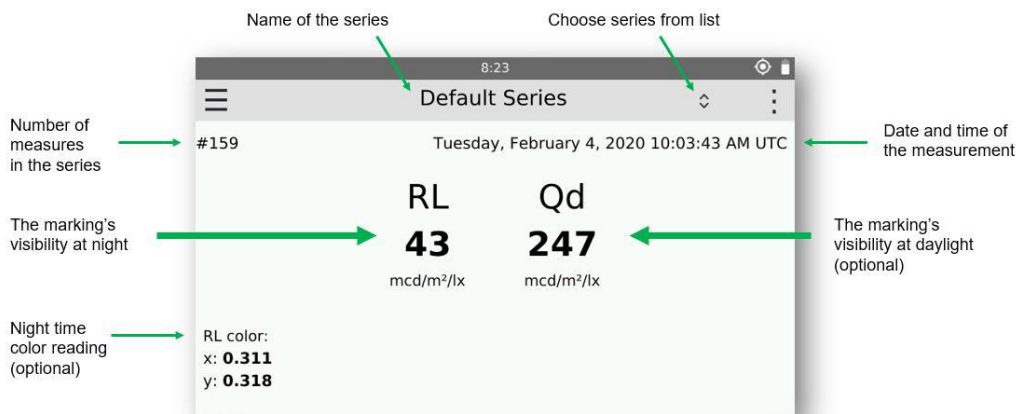 Name of the series
Choose series from list
8:23
Default Series
Number of
measures
in the series
#159
Tuesday, February 4, 2020 10:03:43 AM UTC
Date and time of
the measurement
RL
Qd
The marking's
visibility at night
43
247
The marking's
visibility at daylight
(optional)
mcd/m²/lx
mcd/m²/lx
Night time
color reading
(optional)
RL color:
x: 0.311
y: 0.318